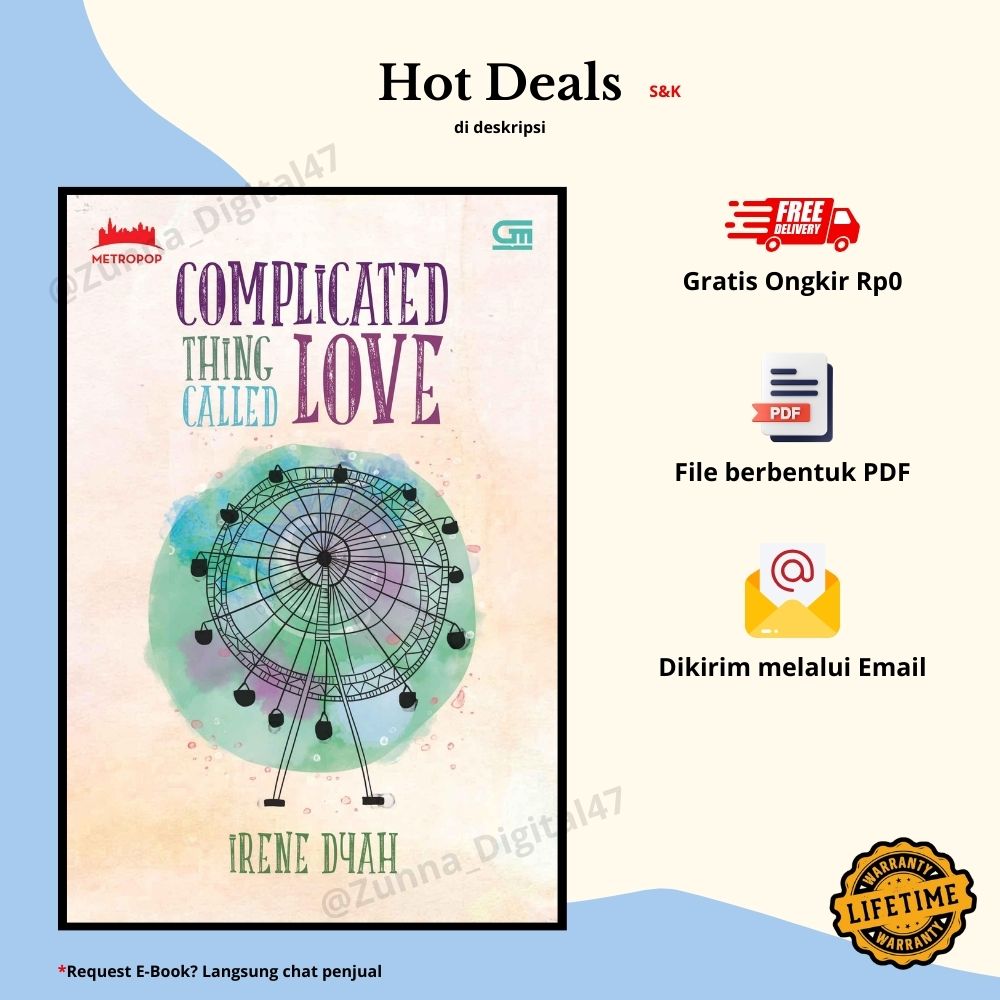 Hot Deals S&K
di deskripsi
@Zunna_Digital47
METROPOP
GM
COMPLiCATED
THiNG
CALLED
LOVE
iRENE DYAH
@Zunna_Digital47
FREE
DELIVERY
Gratis Ongkir Rp0
PDF
File berbentuk PDF
@
Dikirim melalui Email
WARRANTY
LIFETIME
WARRANTY
*Request E-Book? Langsung chat penjual